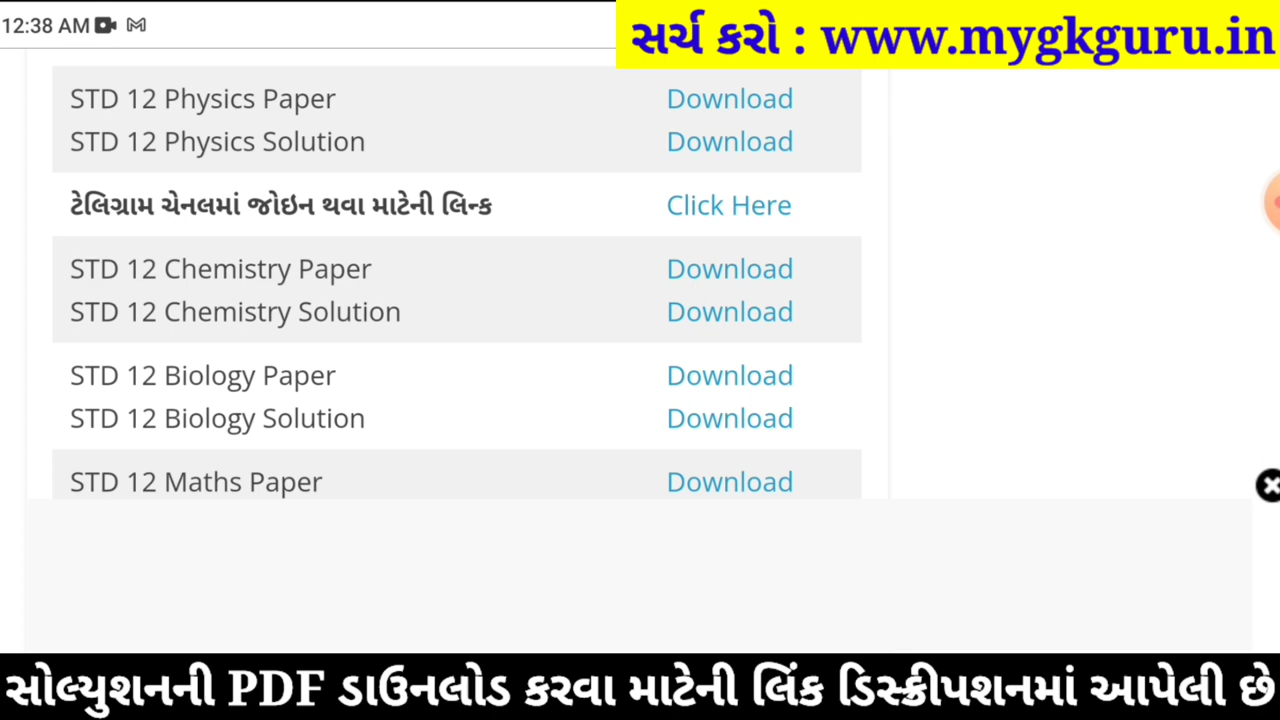 12:38 AM
સર્ચ કરો : www.mygkguru.in
STD 12 Physics Paper Download
STD 12 Physics Solution Download
ટેલિગ્રામ ચેનલમાં જોઇન થવા માટેની લિન્ક Click Here
STD 12 Chemistry Paper Download
STD 12 Chemistry Solution Download
STD 12 Biology Paper Download
STD 12 Biology Solution Download
STD 12 Maths Paper Download
સોલ્યુશનની PDF ડાઉનલોડ કરવા માટેની લિંક ડિસ્ક્રીપશનમાં આપેલી છે